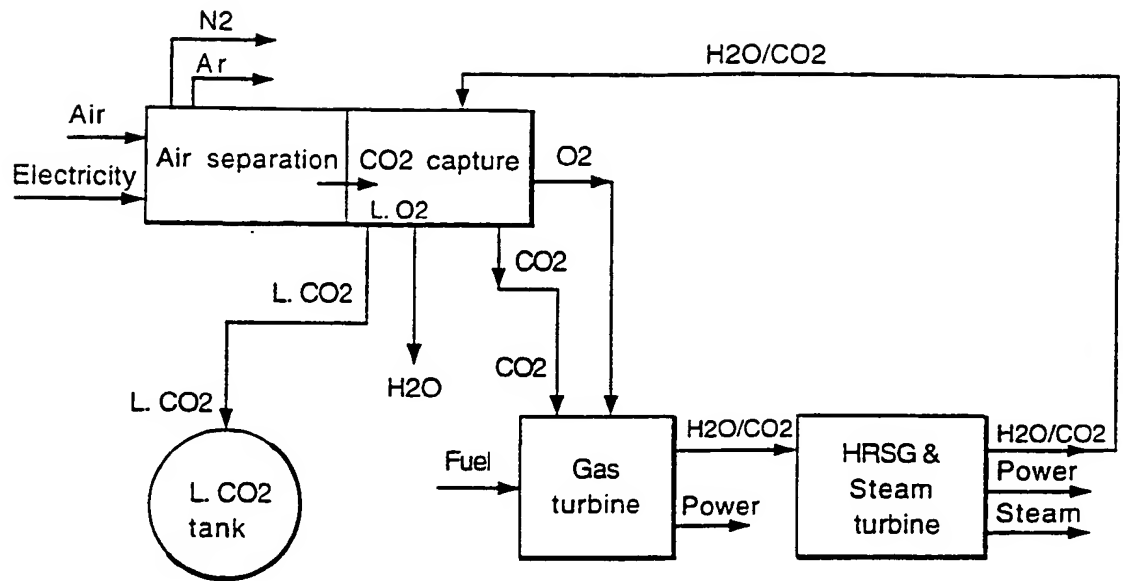 N2
Ar
H2O/CO2
Air
Air separation
CO2 capture
O2
Electricity
L. O2
CO2
L. CO2
CO2
H2O
L. CO2
H2O/CO2
H2O/CO2
Fuel
Gas
turbine
HRSG &
Steam
turbine
Power
Power
Steam
L. CO2
tank